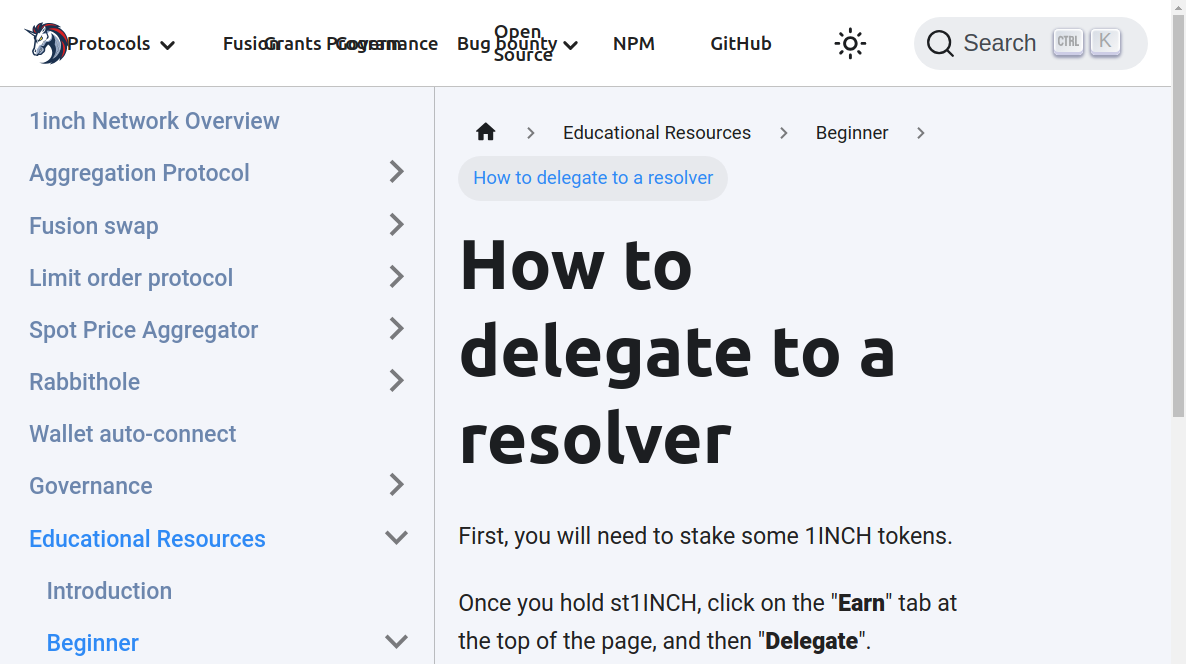 Protocols
Fusion
Grants Program
Governance
Bug bounty
Open
Source
NPM
GitHub
Search CTRL K
1inch Network Overview
Aggregation Protocol
Fusion swap
Limit order protocol
Spot Price Aggregator
Rabbithole
Wallet auto-connect
Governance
Educational Resources
Introduction
Beginner
Educational Resources
Beginner
How to delegate to a resolver
How to
delegate to a
resolver
First, you will need to stake some 1INCH tokens.
Once you hold st1INCH, click on the "Earn" tab at
the top of the page, and then "Delegate".